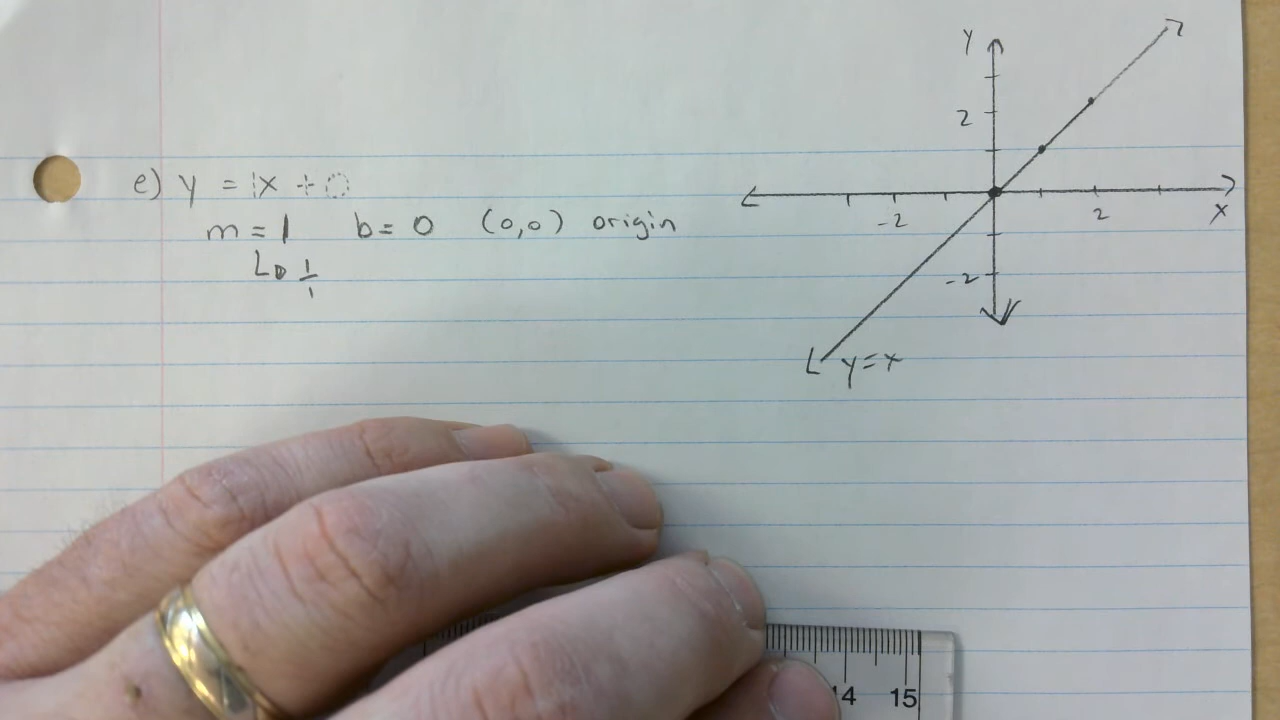 e) y = 1x + 0
m = 1 b = 0 (0,0) origin
1/1
Y
2
-2 2
X
-2
y=x
14 15